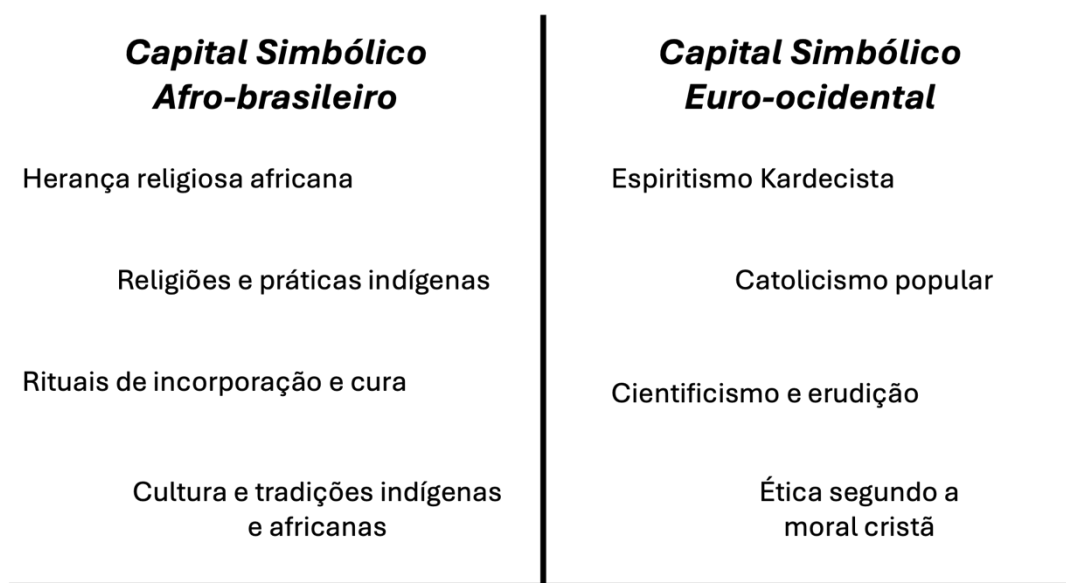 Capital Simbólico
Afro-brasileiro
Herança religiosa africana
Religiões e práticas indígenas
Rituais de incorporação e cura
Cultura e tradições indígenas
e africanas
Capital Simbólico
Euro-ocidental
Espiritismo Kardecista
Catolicismo popular
Cientificismo e erudição
Ética segundo a
moral cristã